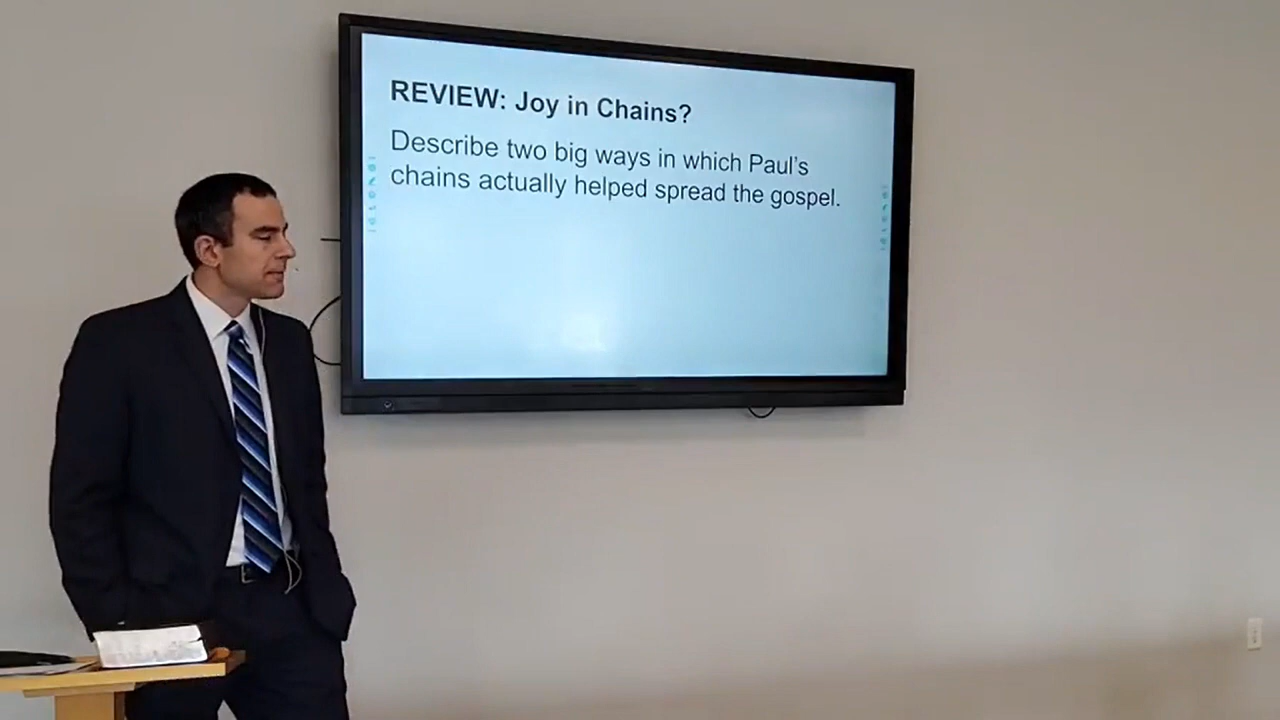 REVIEW: Joy in Chains?
Describe two big ways in which Paul's
chains actually helped spread the gospel.